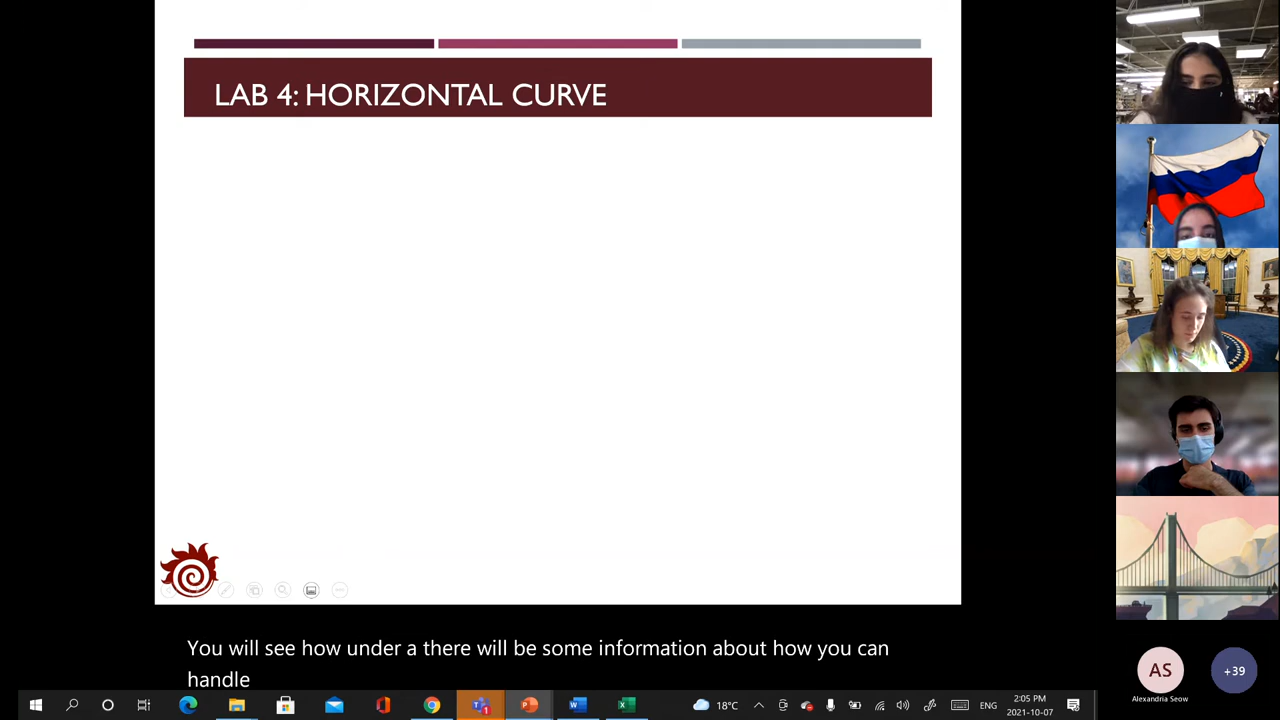 LAB 4: HORIZONTAL CURVE
You will see how under a there will be some information about how you can
handle
AS
Alexandria Seow
+39
1
18°C
ENG
2:05 PM
2021-10-07